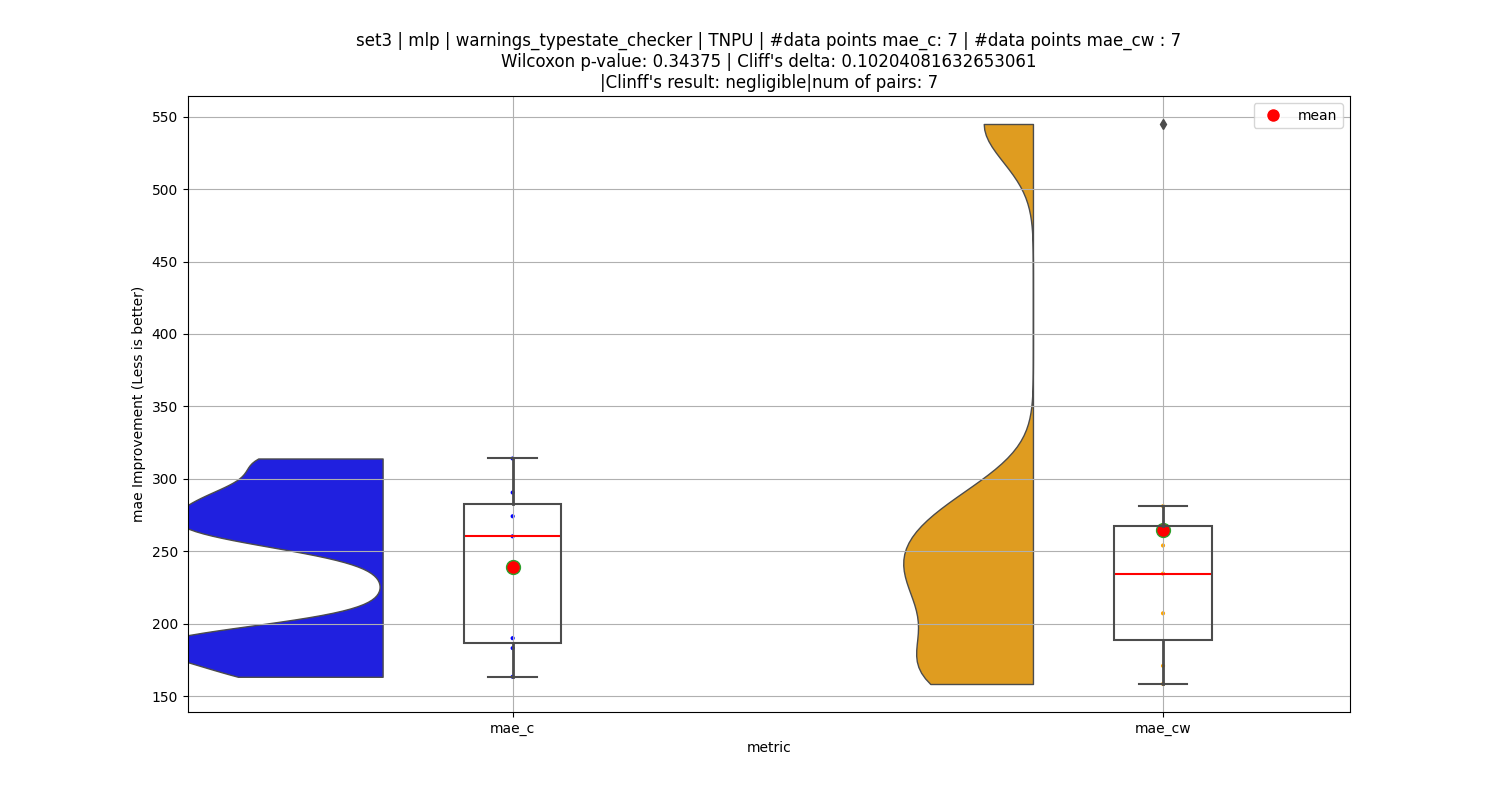 set3 | mlp | warnings_typestate_checker | TNPU | #data points mae_c: 7 | #data points mae_cw : 7
Wilcoxon p-value: 0.34375 | Cliff's delta: 0.10204081632653061
|Clinff's result: negligible|num of pairs: 7
mean
550
500
450
400
350
300
250
200
150
mae Improvement (Less is better)
mae_c
mae_cw
metric